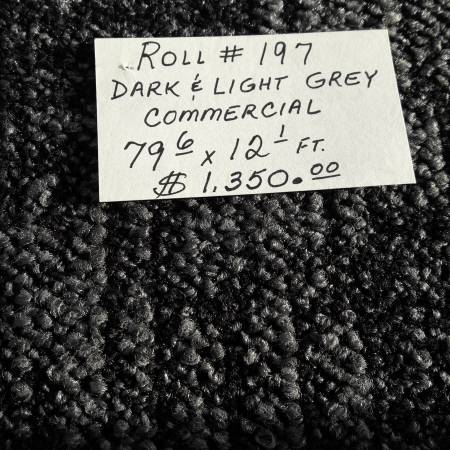 ROLL # 197
DARK & LIGHT GREY
COMMERCIAL
79 6 x 12 1 FT.
$ 1,350.00